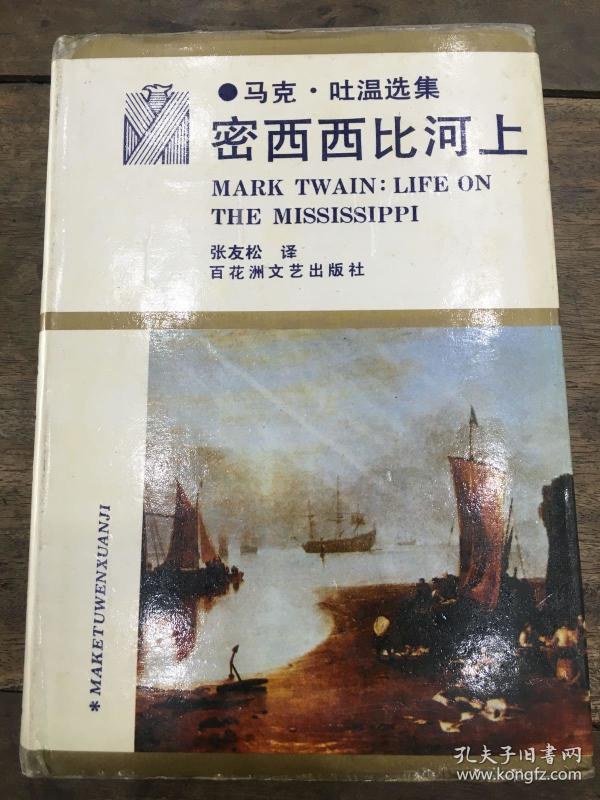 ●马克·吐温选集
密西西比河上
MARK TWAIN: LIFE ON
THE MISSISSIPPI
张友松 译
百花洲文艺出版社
*MAKETUWENXUANJI
孔夫子旧书网
www.kongfz.com